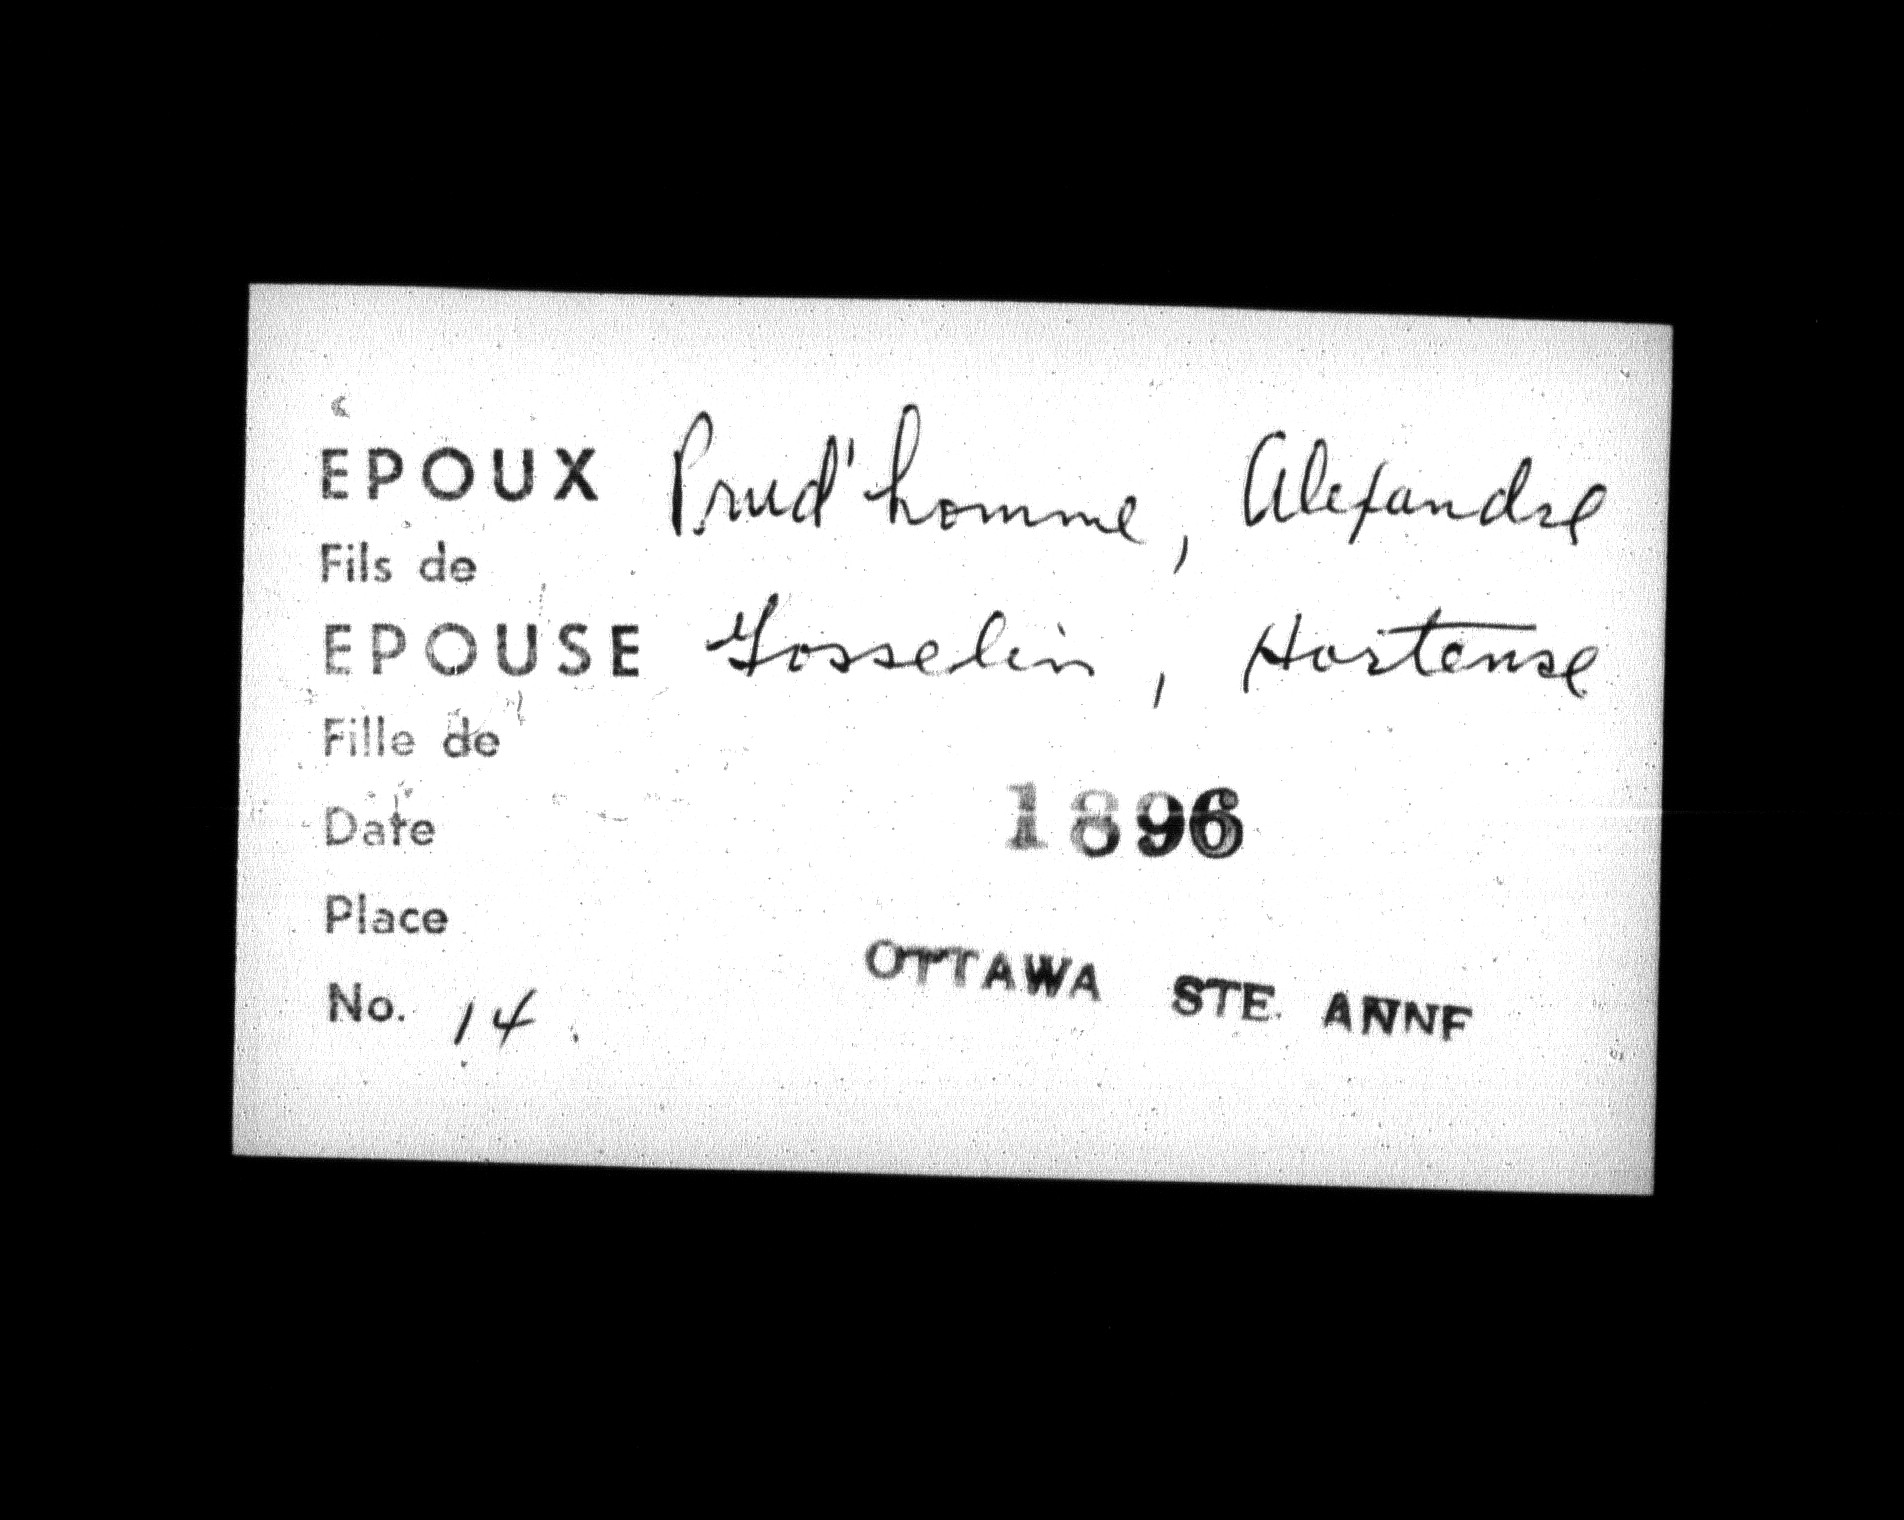 EPOUX Prud'homme, Alexandre
Fils de
EPOUSE Gosselin, Hortense
Fille de
Date 1896
Place OTTAWA STE. ANNE
No. 14.